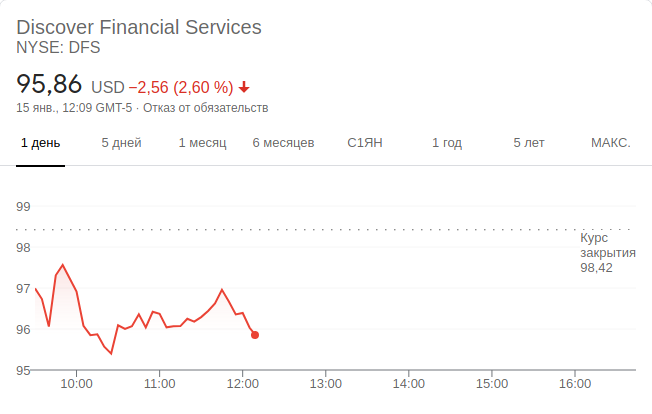 Discover Financial Services
NYSE: DFS
95,86 USD −2,56 (2,60 %)
15 янв., 12:09 GMT-5 · Отказ от обязательств
1 день 5 дней 1 месяц 6 месяцев С1ЯН 1 год 5 лет МАКС.
99
98
97
96
95
Курс
закрытия
98,42
10:00 11:00 12:00 13:00 14:00 15:00 16:00